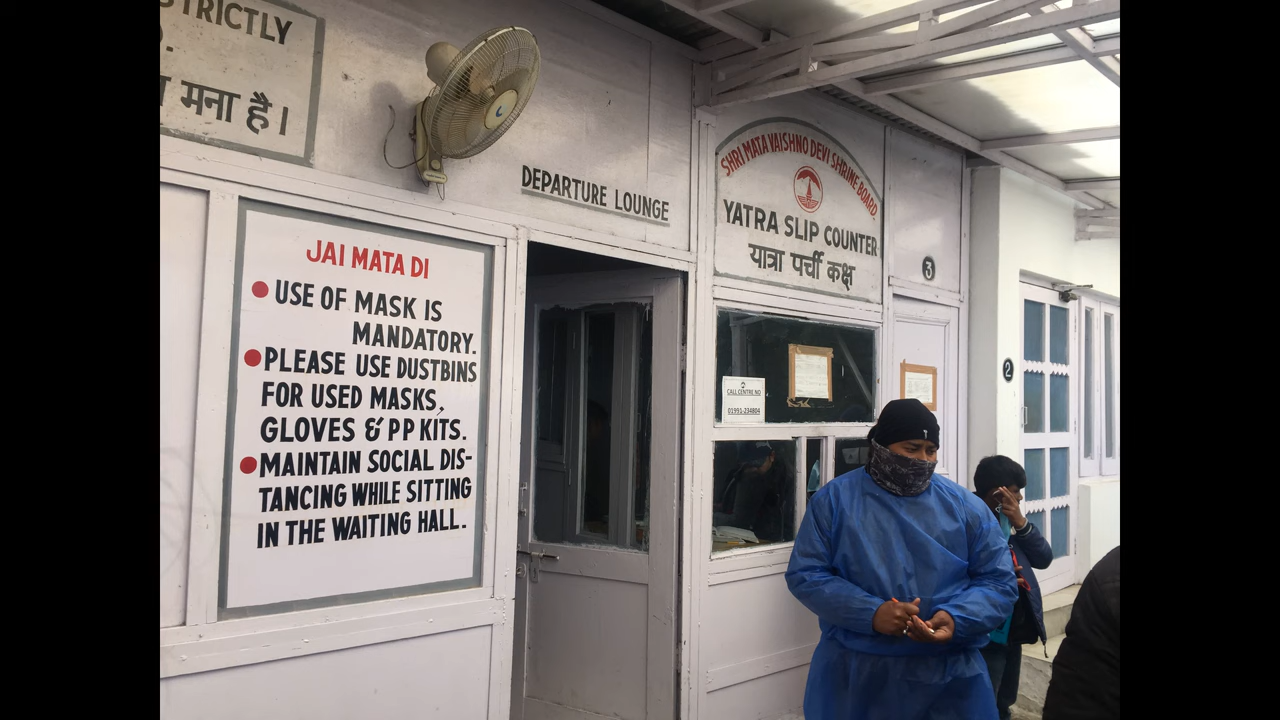 STRICTLY
मना है।
DEPARTURE LOUNGE
SHRI MATA VAISHNO DEVI SHRINE BOARD.
YATRA SLIP COUNTER
यात्रा पर्ची कक्ष
3
2
JAI MATA DI
USE OF MASK IS
MANDATORY.
PLEASE USE DUSTBINS
FOR USED MASKS,
GLOVES & P P KITS.
MAINTAIN SOCIAL DIS-
TANCING WHILE SITTING
IN THE WAITING HALL.
CALL CENTRE NO
01991-234804